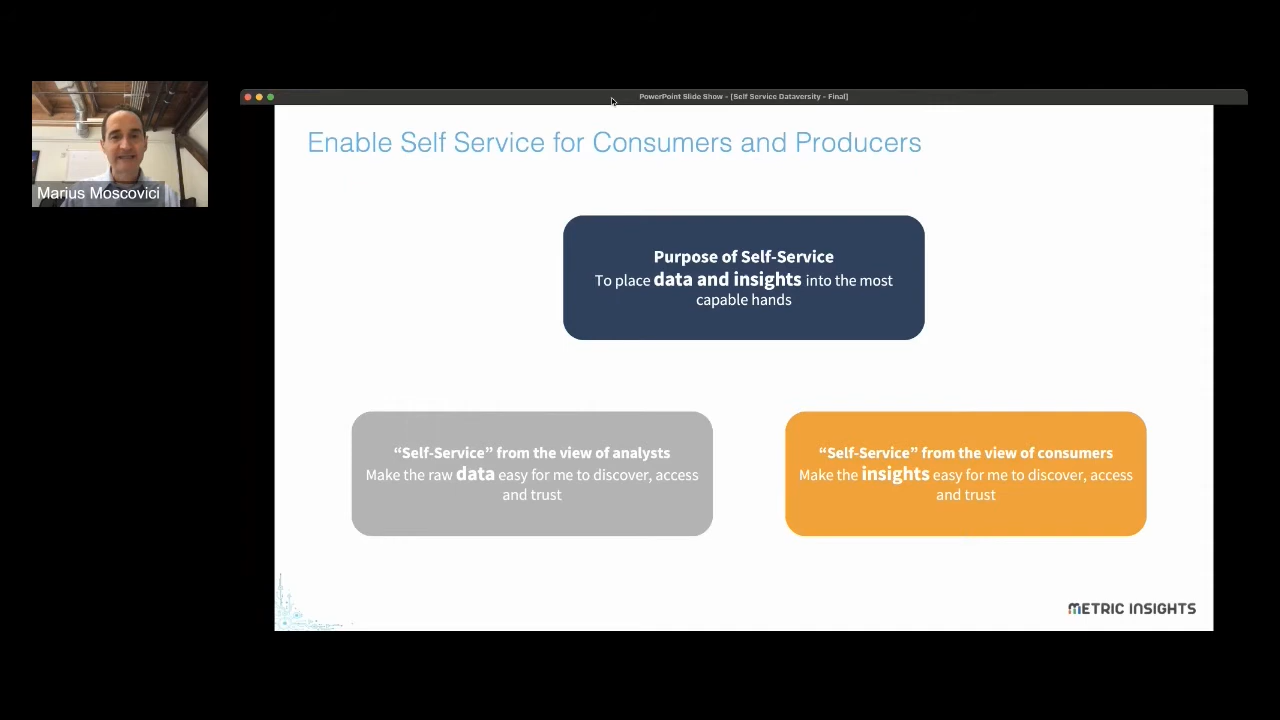 PowerPoint Slide Show - [Self Service Dataversity - Final]
Marius Moscovici
Enable Self Service for Consumers and Producers
Purpose of Self-Service
To place data and insights into the most
capable hands
“Self-Service” from the view of analysts
Make the raw data easy for me to discover, access
and trust
“Self-Service” from the view of consumers
Make the insights easy for me to discover, access
and trust
METRIC INSIGHTS